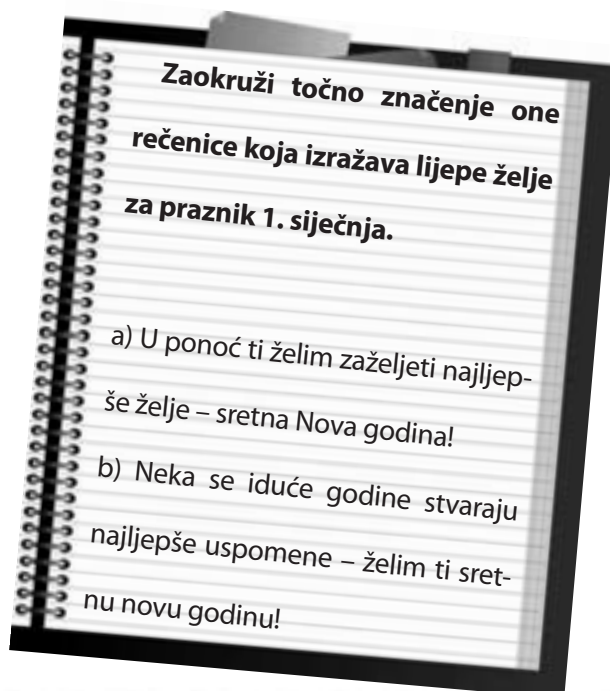 Zaokruži točno značenje one
rečenice koja izražava lijepe želje
za praznik 1. siječnja.
a) U ponoć ti želim zaželjeti najljep-
še želje – sretna Nova godina!
b) Neka se iduće godine stvaraju
najljepše uspomene – želim ti sret-
nu novu godinu!